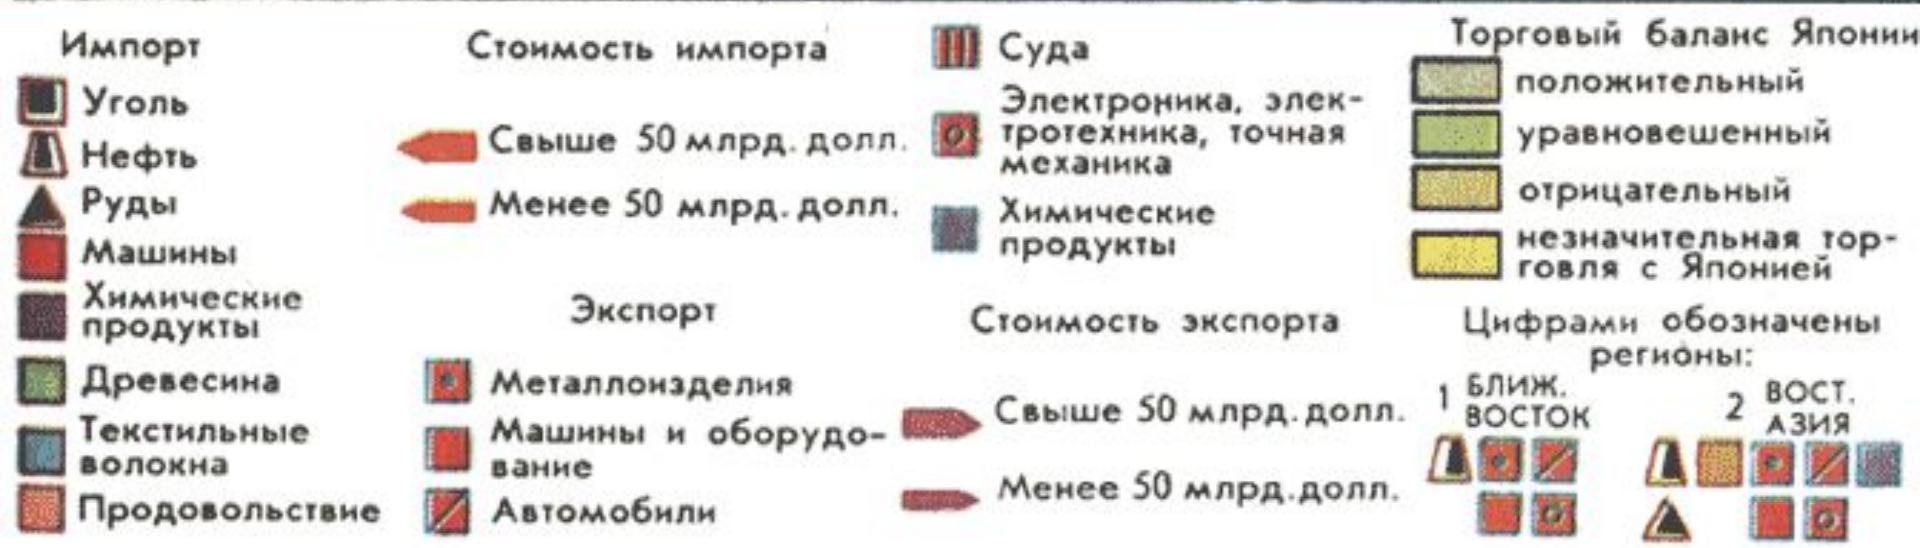 Импорт
Уголь
Нефть
Руды
Машины
Химические
продукты
Древесина
Текстильные
волокна
Продовольствие
Стоимость импорта
Свыше 50 млрд. долл.
Менее 50 млрд. долл.
Экспорт
Металлоизделия
Машины и оборудо-
вание
Автомобили
Суда
Электроника, элек-
тротехника, точная
механика
Химические
продукты
Стоимость экспорта
Свыше 50 млрд. долл.
Менее 50 млрд. долл.
Торговый баланс Японии
положительный
уравновешенный
отрицательный
незначительная тор-
говля с Японией
Цифрами обозначены
регионы:
1 БЛИЖ.
ВОСТОК
2 ВОСТ.
АЗИЯ